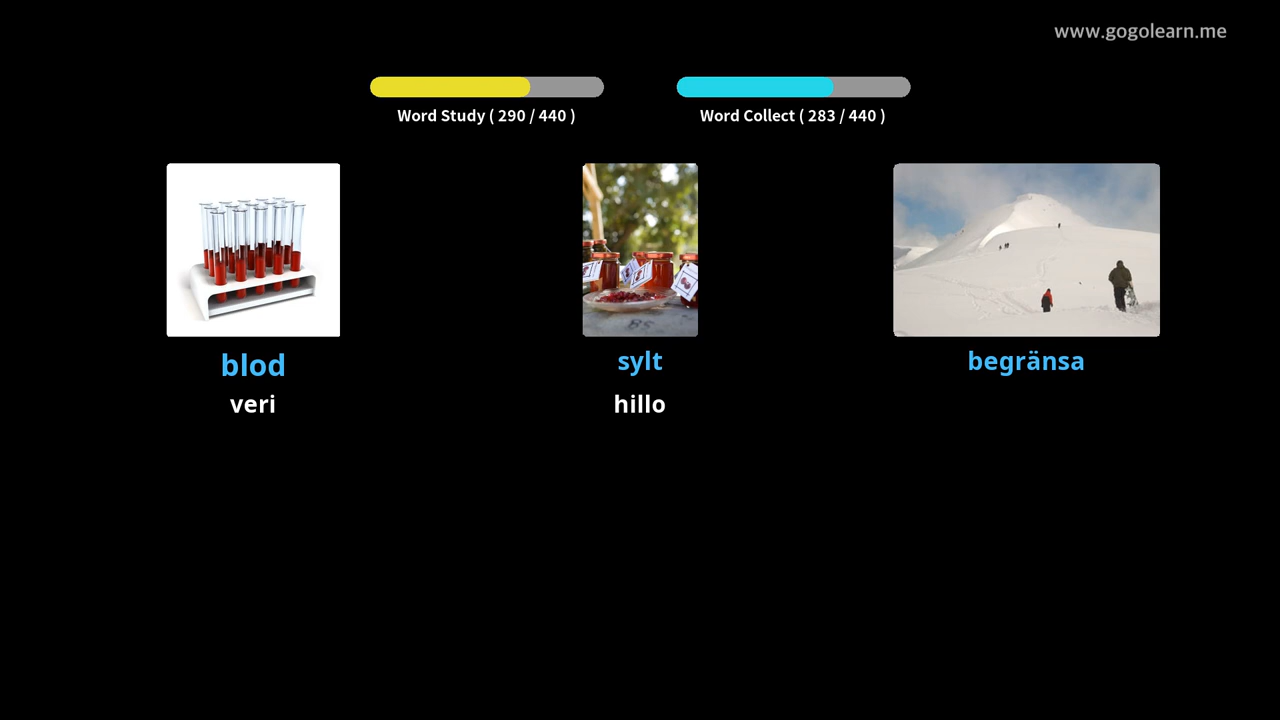 www.gogolearn.me
Word Study ( 290 / 440 )
Word Collect ( 283 / 440 )
blod
veri
sylt
hillo
begränsa